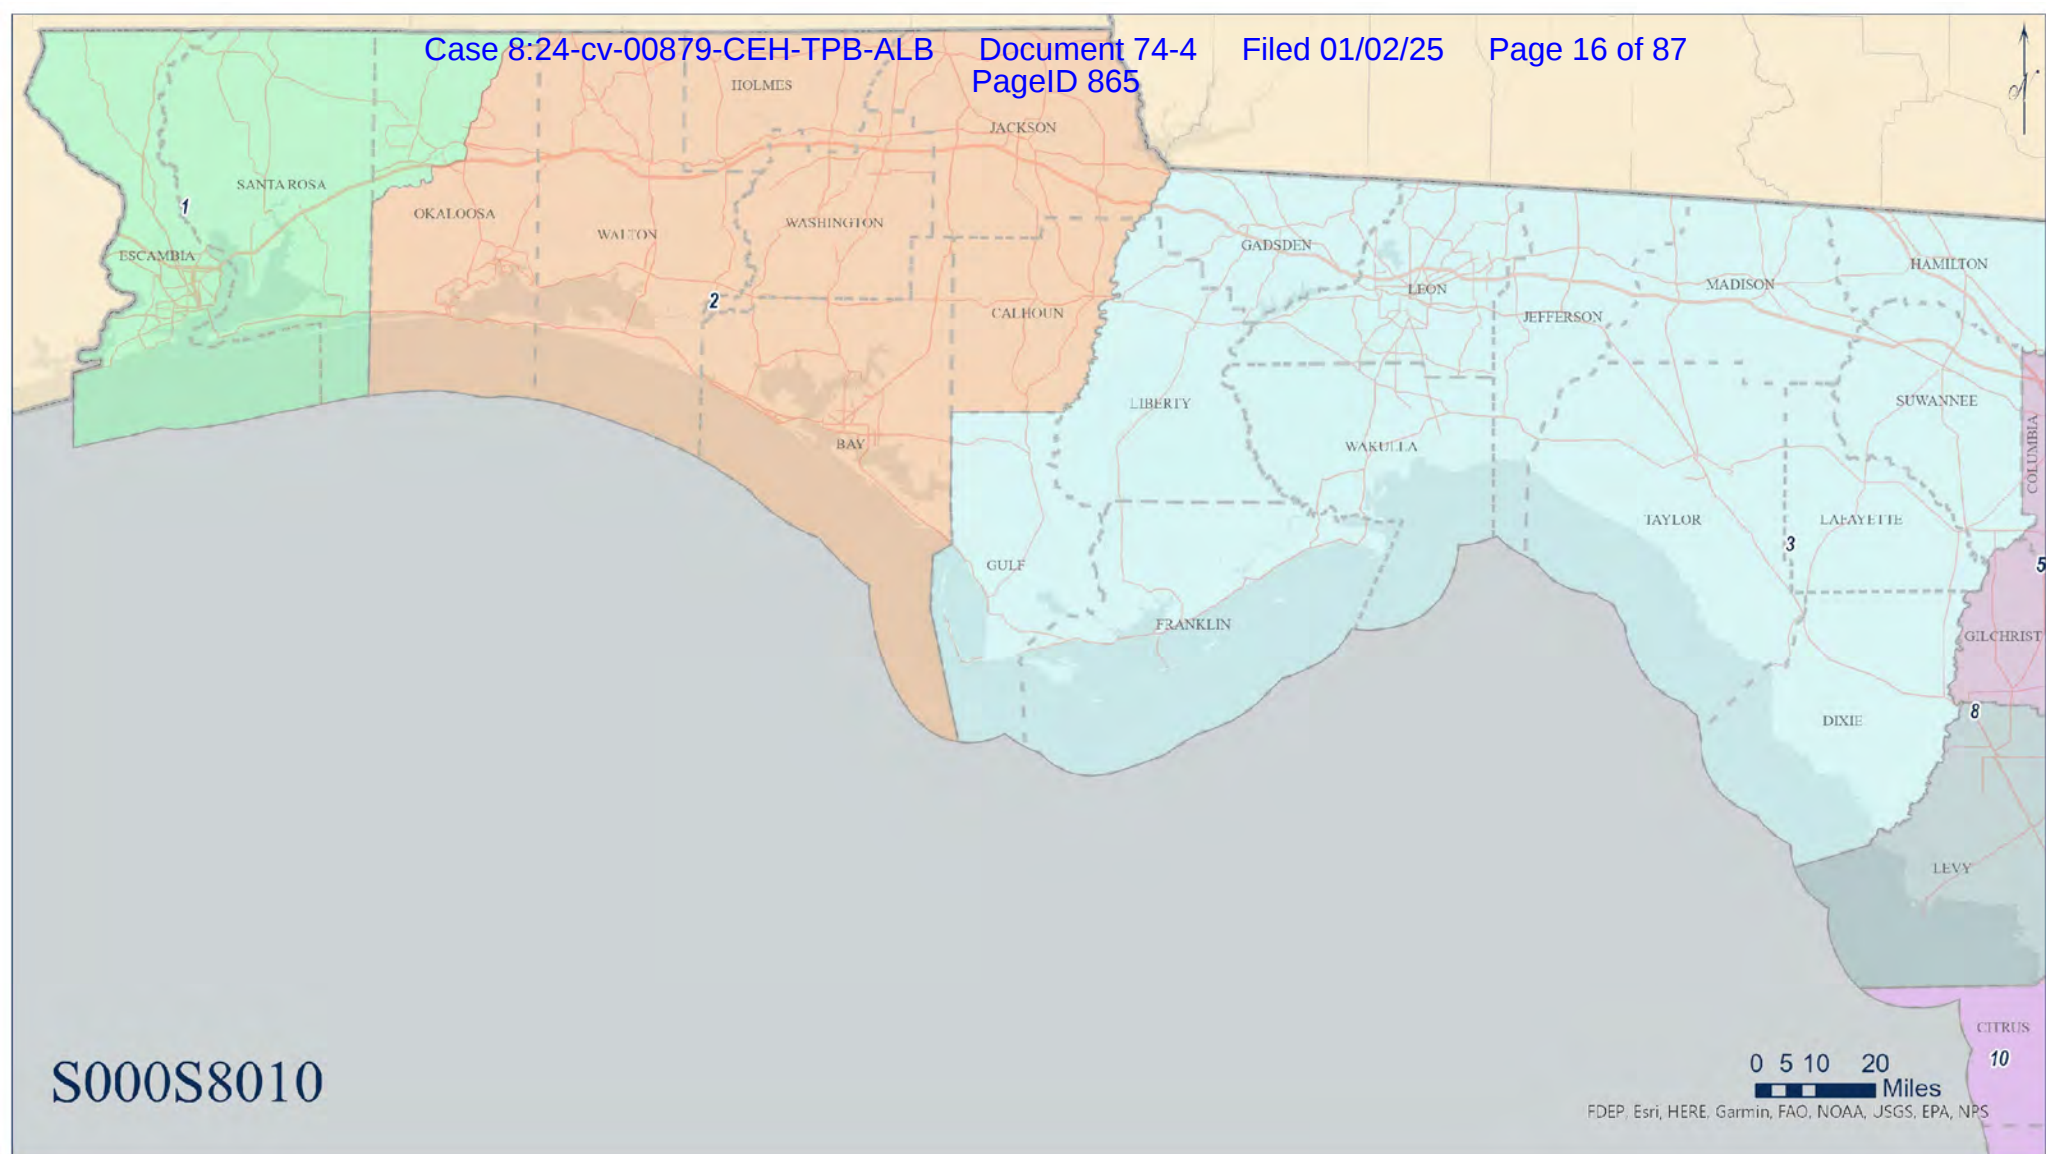 Case 8:24-cv-00879-CEH-TPB-ALB Document 74-4 Filed 01/02/25 Page 16 of 87
PageID 865
HOLMES
JACKSON
SANTA ROSA
1
OKALOOSA
WALTON
WASHINGTON
GADSDEN
ESCAMBIA
HAMILTON
MADISON
LEON
2
CALHOUN
JEFFERSON
LIBERTY
SUWANNEE
BAY
WAKULLA
COLUMBIA
TAYLOR
LAFAYETTE
3
GULF
5
FRANKLIN
GILCHRIST
8
DIXIE
LEVY
CITRUS
10
S000S8010
0 5 10 20
Miles
FDEP, Esri, HERE, Garmin, FAO, NOAA, USGS, EPA, NPS
N